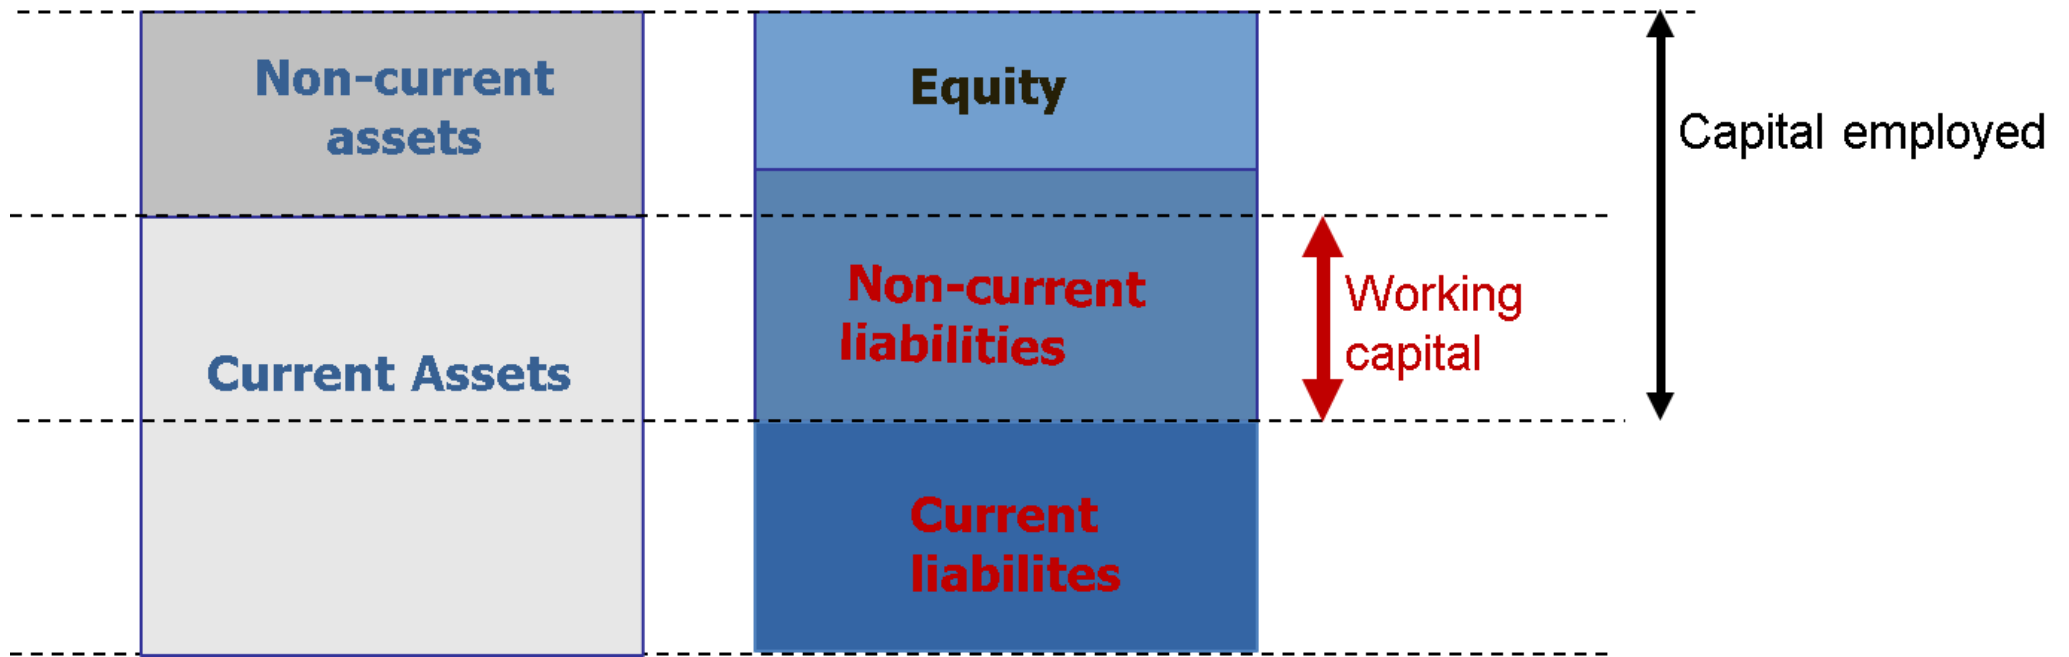 Non-current
assets
Current Assets
Equity
Non-current
liabilities
Current
liabilites
Working
capital
Capital employed